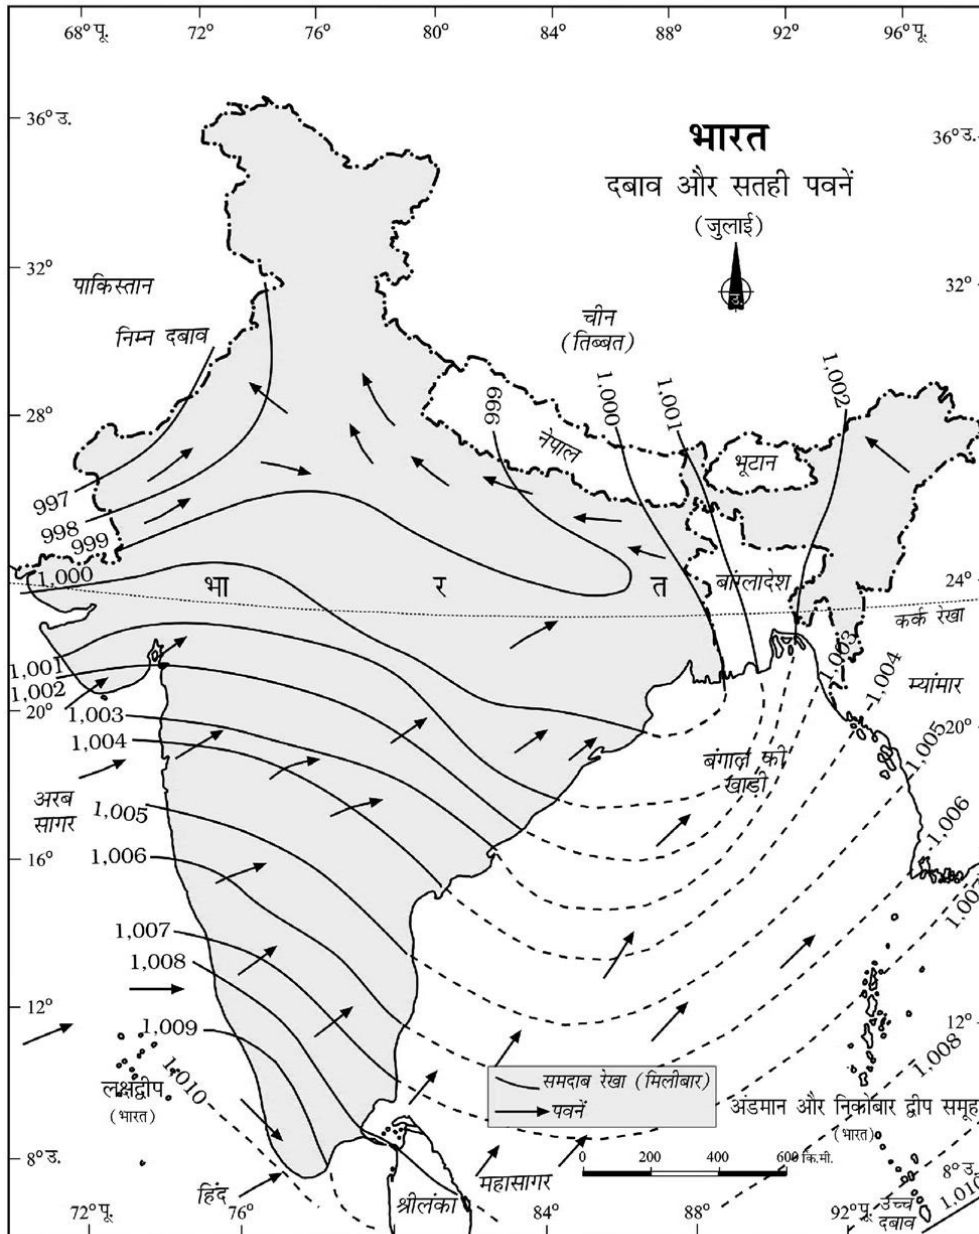 68° पू.
72°
76°
80°
84°
88°
92°
96° पू.
36° उ.
भारत
36° उ.
दबाव और सतही पवनें
(जुलाई)
32°
पाकिस्तान
32°
उ.
निम्न दबाव
चीन
(तिब्बत)
1,002
1,001
1,000
999
28°
28°
नेपाल
भूटान
997
998
999
1,000
भा
र
त
बांग्लादेश
24°
कर्क रेखा
1,003
1,004
म्यांमार
1,001
1,002
20°
20°
1,003
1,005
1,004
बंगाल की
खाड़ी
अरब
सागर
1,005
1,006
1,006
16°
1,007
1,007
1,008
12°
1,009
12°
1,008
1,010
समदाब रेखा (मिलीबार)
लक्षद्वीप
(भारत)
पवनें
अंडमान और निकोबार द्वीप समूह
(भारत)
8° उ.
0
200
400
600 कि.मी.
8° उ.
हिंद
महासागर
श्रीलंका
उच्च
दबाव
1,010
72° पू.
76°
84°
88°
92° पू.